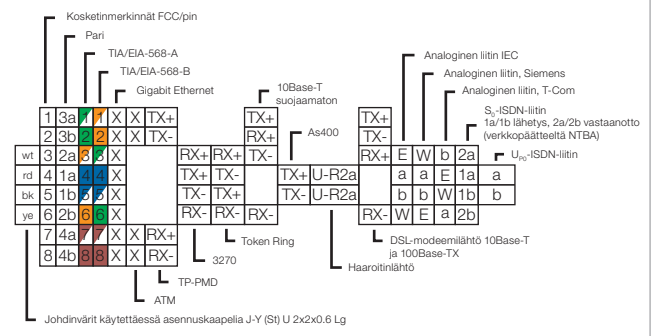 Kosketinmerkinnät FCC/pin
Pari
TIA/EIA-568-A
TIA/EIA-568-B
Gigabit Ethernet
10Base-T
suojaamaton
As400
Analoginen liitin IEC
Analoginen liitin, Siemens
Analoginen liitin, T-Com
S0-ISDN-liitin
1a/1b lähetys, 2a/2b vastaanotto
(verkkopäätteeltä NTBA)
UP0-ISDN-liitin
1 3a 1 1 X X TX+ TX+ TX+
2 3b 2 2 X X TX- RX+ TX-
wt 3 2a 3 3 X RX+ RX+ TX- RX+ E W b 2a
rd 4 1a 4 4 X TX+ TX- TX+ U-R2a a a E 1a a
bk 5 1b 5 5 X TX- TX+ TX- U-R2a b b W 1b b
ye 6 2b 6 6 X RX- RX- RX- RX- W E a 2b
7 4a 7 7 X X RX+
8 4b 8 8 X X RX-
Token Ring
3270
TP-PMD
ATM
DSL-modeemilähtö 10Base-T
ja 100Base-TX
Haaroitinlähtö
Johdinvärit käytettäessä asennuskaapelia J-Y (St) U 2x2x0.6 Lg